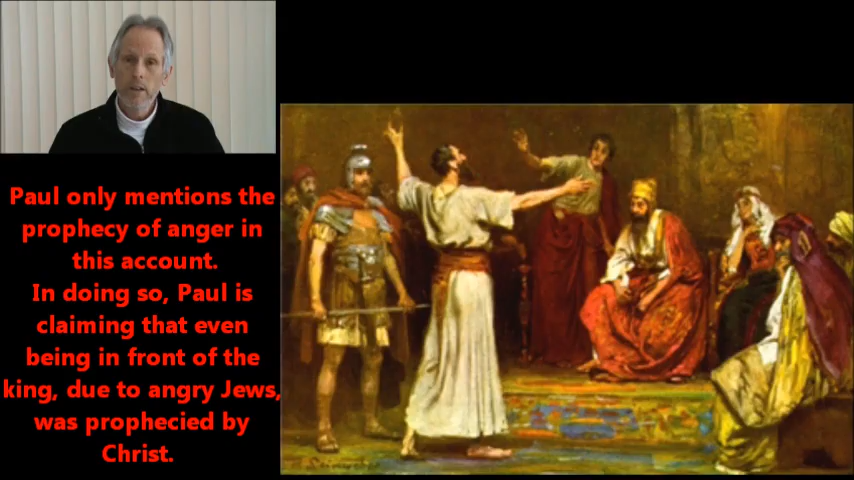 Paul only mentions the
prophecy of anger in
this account.
In doing so, Paul is
claiming that even
being in front of the
king, due to angry Jews,
was prophecied by
Christ.